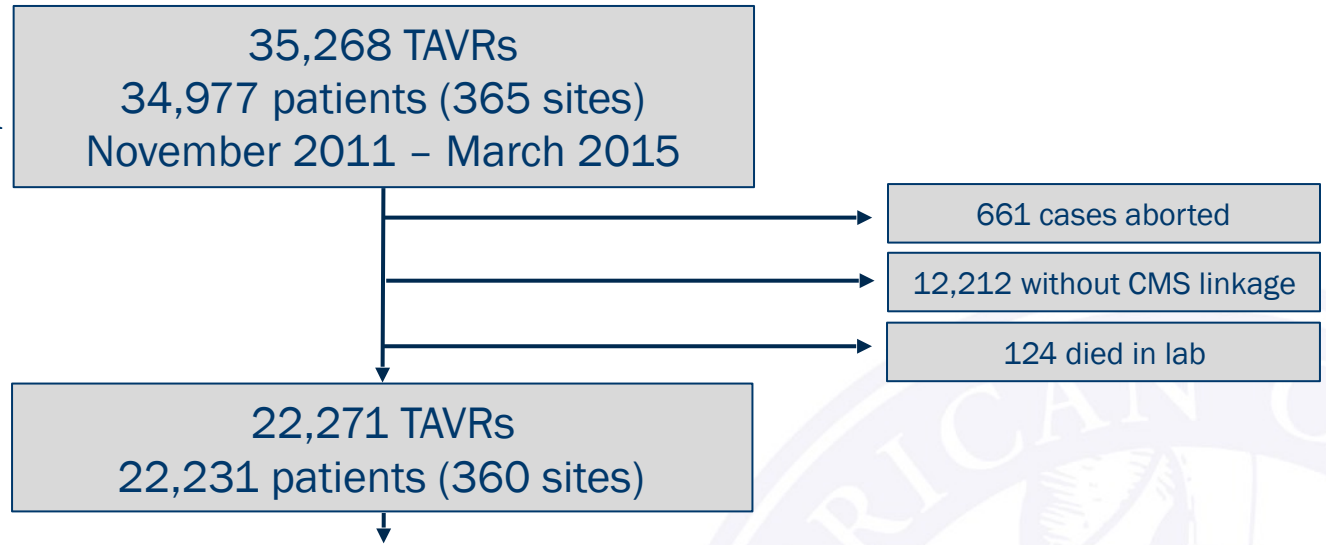 35,268 TAVRs
34,977 patients (365 sites)
November 2011 – March 2015
661 cases aborted
12,212 without CMS linkage
124 died in lab
22,271 TAVRs
22,231 patients (360 sites)
RICAN C